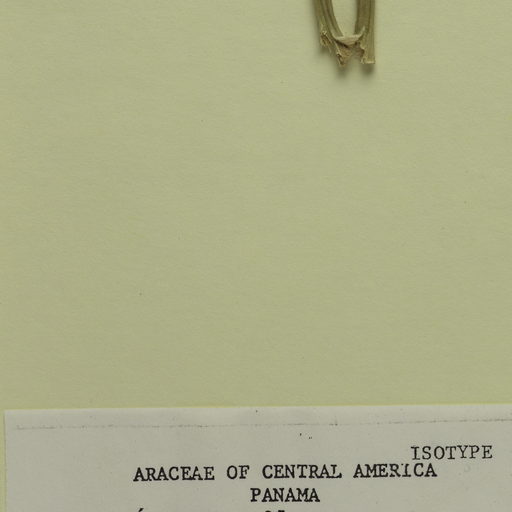 ISOTYPE
ARACEAE OF CENTRAL AMERICA
PANAMA